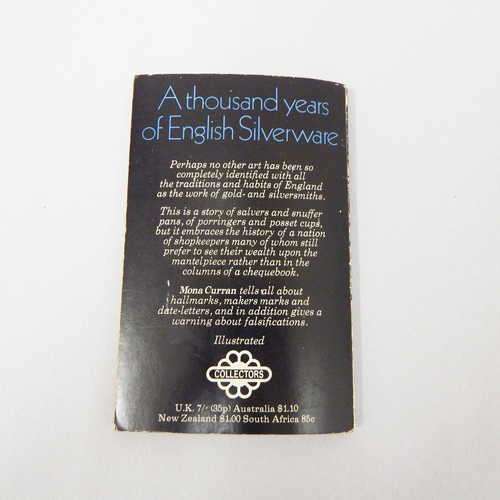 A thousand years
of English Silverware
Perhaps no other art has been so
completely identified with all
the traditions and habits of England
as the work of gold- and silversmiths.
This is a story of salvers and snuffer
pans, of porringers and posset cups,
but it embraces the history of a nation
of shopkeepers many of whom still
prefer to see their wealth upon the
mantelpiece rather than in the
columns of a chequebook.
Mona Curran tells all about
hallmarks, makers marks and
date-letters, and in addition gives a
warning about falsifications.
Illustrated
COLLECTORS
U.K. 7/- (35p) Australia $1.10
New Zealand $1.00 South Africa 85c